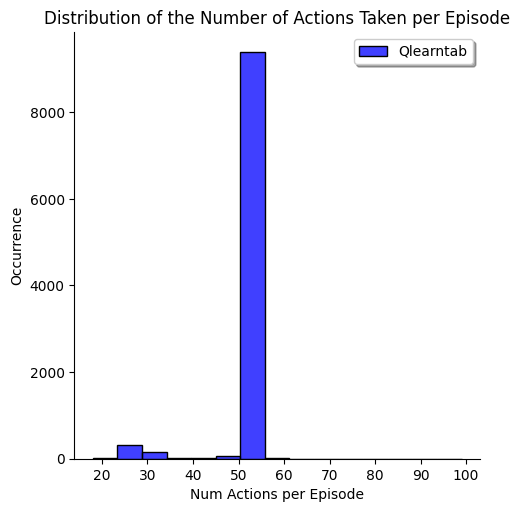 Distribution of the Number of Actions Taken per Episode
Qlearntab
8000
6000
4000
2000
0
Occurrence
20 30 40 50 60 70 80 90 100
Num Actions per Episode